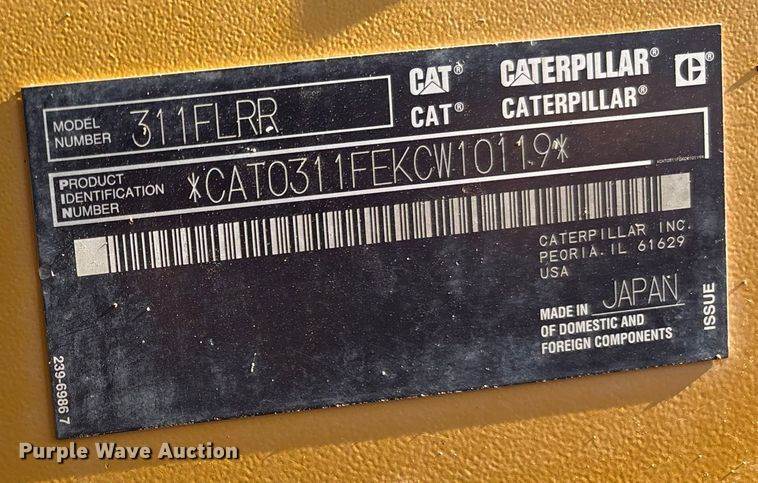 CAT® CATERPILLAR® C®
CAT® CATERPILLAR®
MODEL NUMBER 311FLRR
PRODUCT IDENTIFICATION NUMBER *CAT0311FEKCW10119*
CATERPILLAR INC.
PEORIA. IL 61629
USA
MADE IN JAPAN
OF DOMESTIC AND
FOREIGN COMPONENTS
ISSUE
239-6986 7
Purple Wave Auction